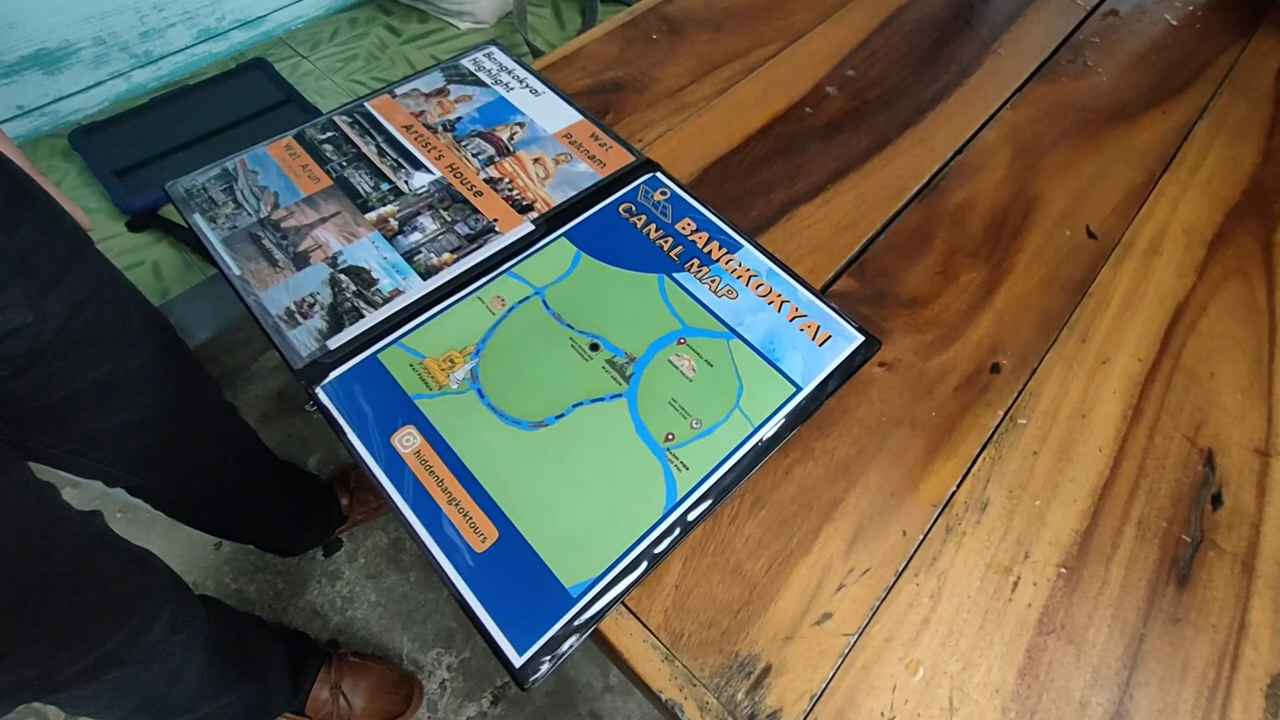 Bangkokyai
Highlight
Wat
Paknam
Artist's House
Wat Arun
BANGKOKYAI
CANAL MAP
hiddenbangkoktours